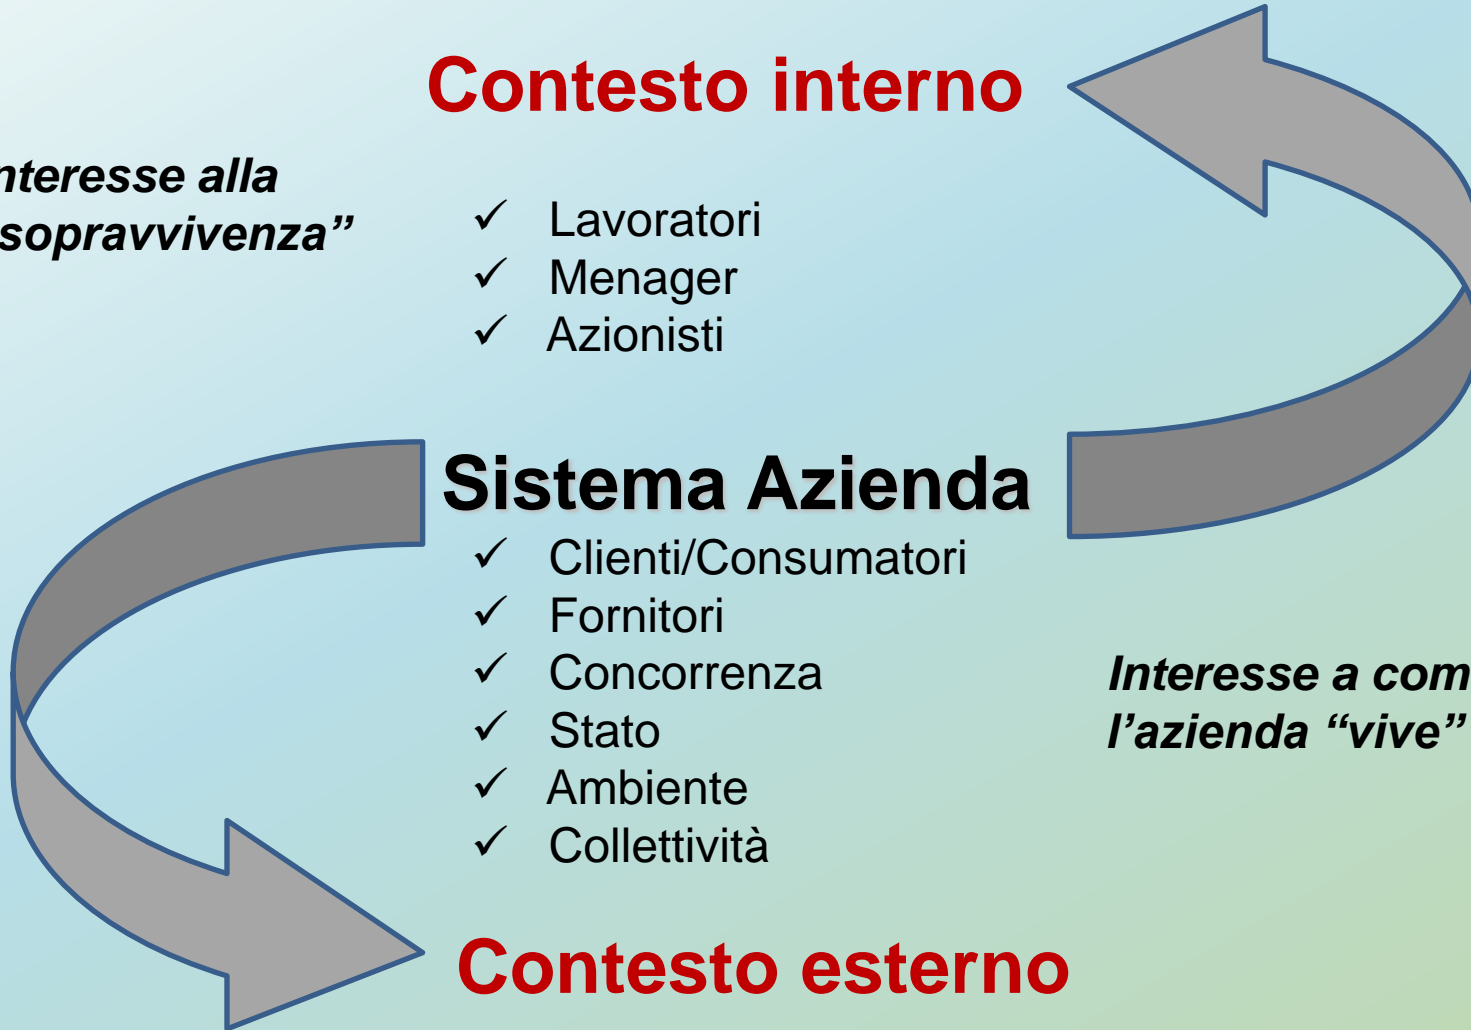 Contesto interno
nteresse alla
sopravvivenza”
✓ Lavoratori
✓ Menager
✓ Azionisti
Sistema Azienda
✓ Clienti/Consumatori
✓ Fornitori
✓ Concorrenza
✓ Stato
✓ Ambiente
✓ Collettività
Interesse a com
l’azienda “vive”
Contesto esterno